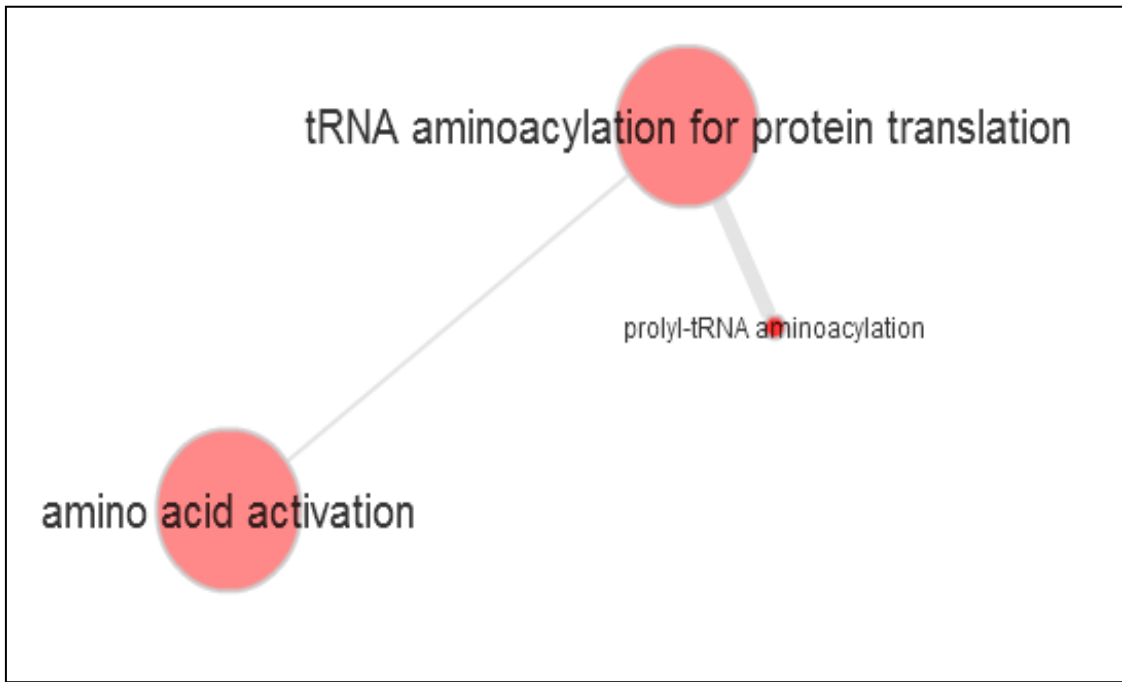 tRNA aminoacylation for protein translation
prolyl-tRNA aminoacylation
amino acid activation